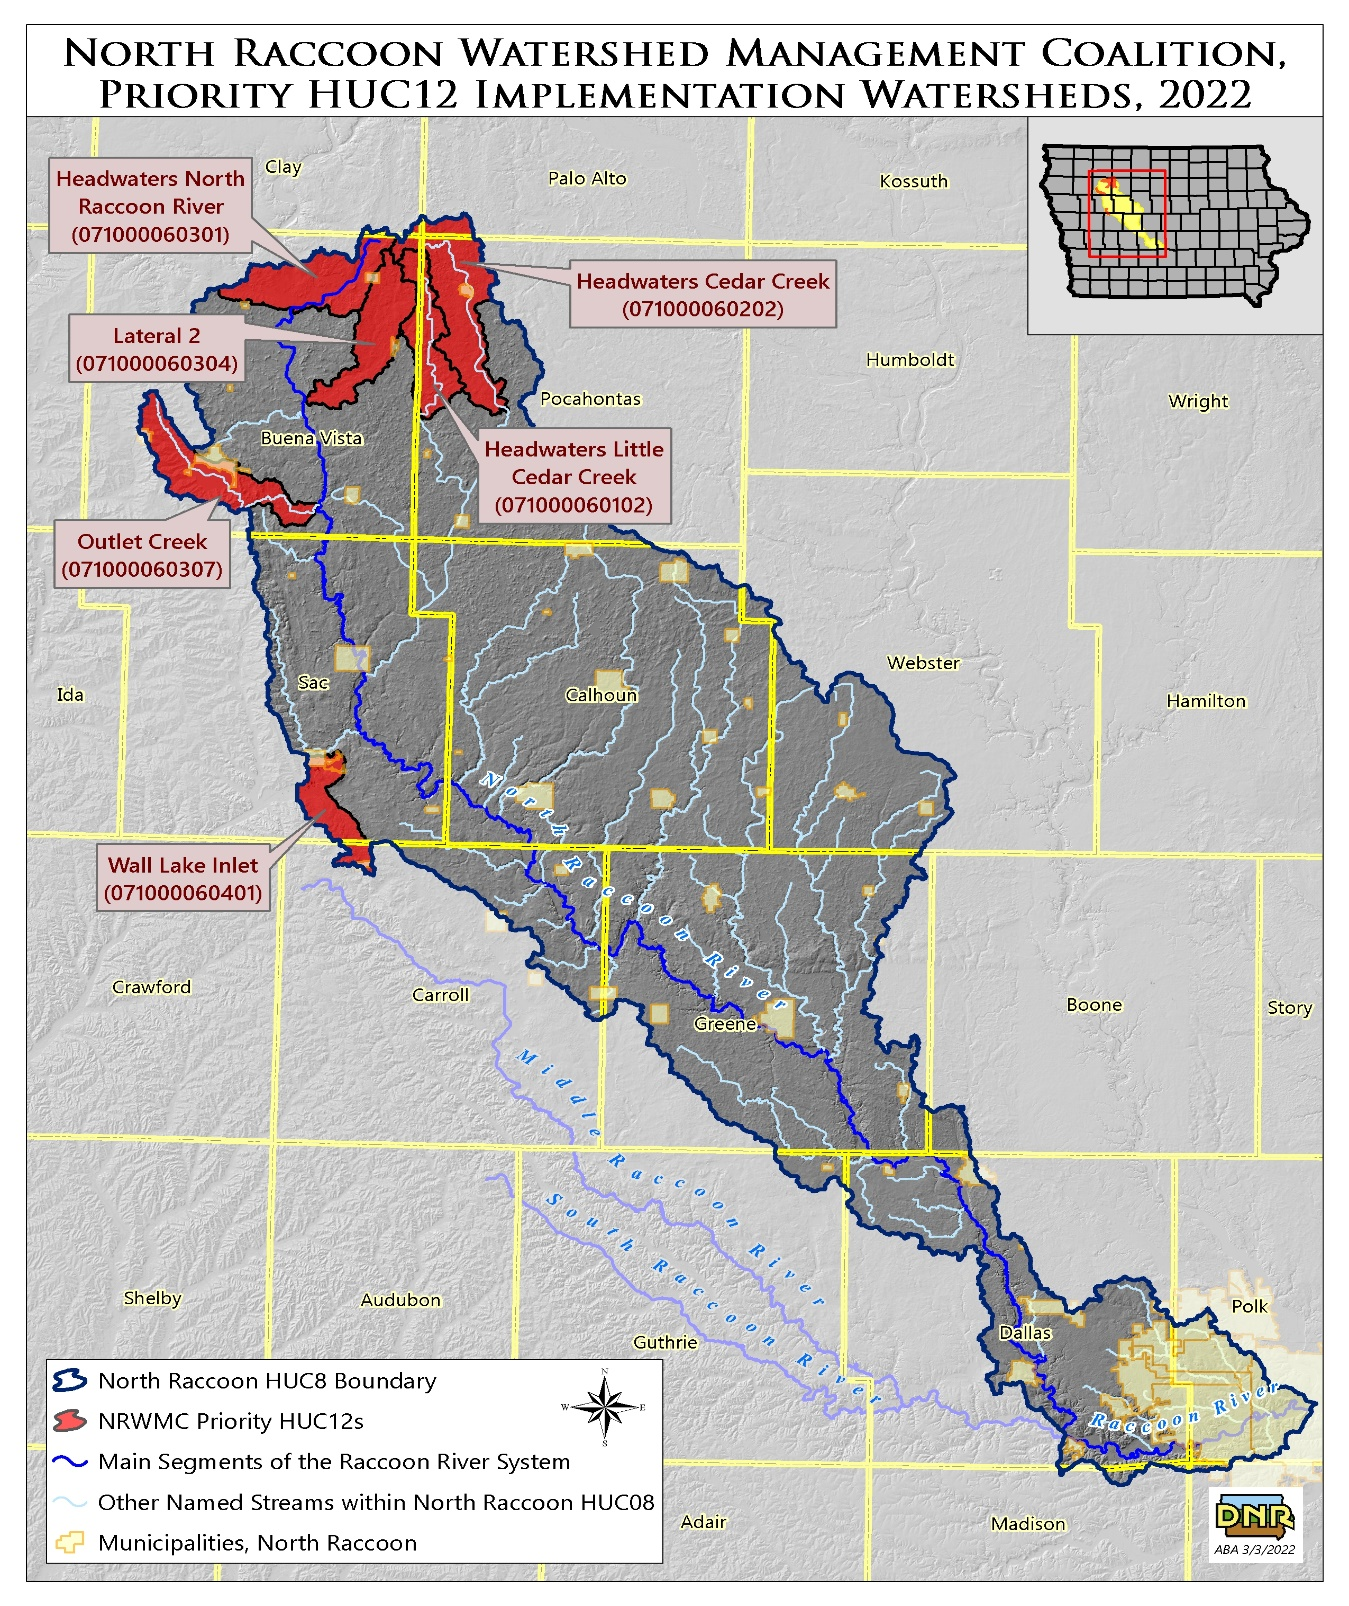 North Raccoon Watershed Management Coalition,
Priority HUC12 Implementation Watersheds, 2022
Headwaters North
Raccoon River
(071000060301)
Clay
Palo Alto
Kossuth
Headwaters Cedar Creek
(071000060202)
Lateral 2
(071000060304)
Humboldt
Pocahontas
Wright
Buena Vista
Headwaters Little
Cedar Creek
(071000060102)
Outlet Creek
(071000060307)
Webster
Ida
Sac
Calhoun
Hamilton
North Raccoon River
Wall Lake Inlet
(071000060401)
Crawford
Carroll
Greene
Boone
Story
Middle Raccoon River
South Raccoon River
Shelby
Audubon
Guthrie
Dallas
Polk
Raccoon River
N
W
E
S
North Raccoon HUC8 Boundary
NRWMC Priority HUC12s
Main Segments of the Raccoon River System
Other Named Streams within North Raccoon HUC08
Municipalities, North Raccoon
Adair
Madison
DNR
ABA 3/3/2022